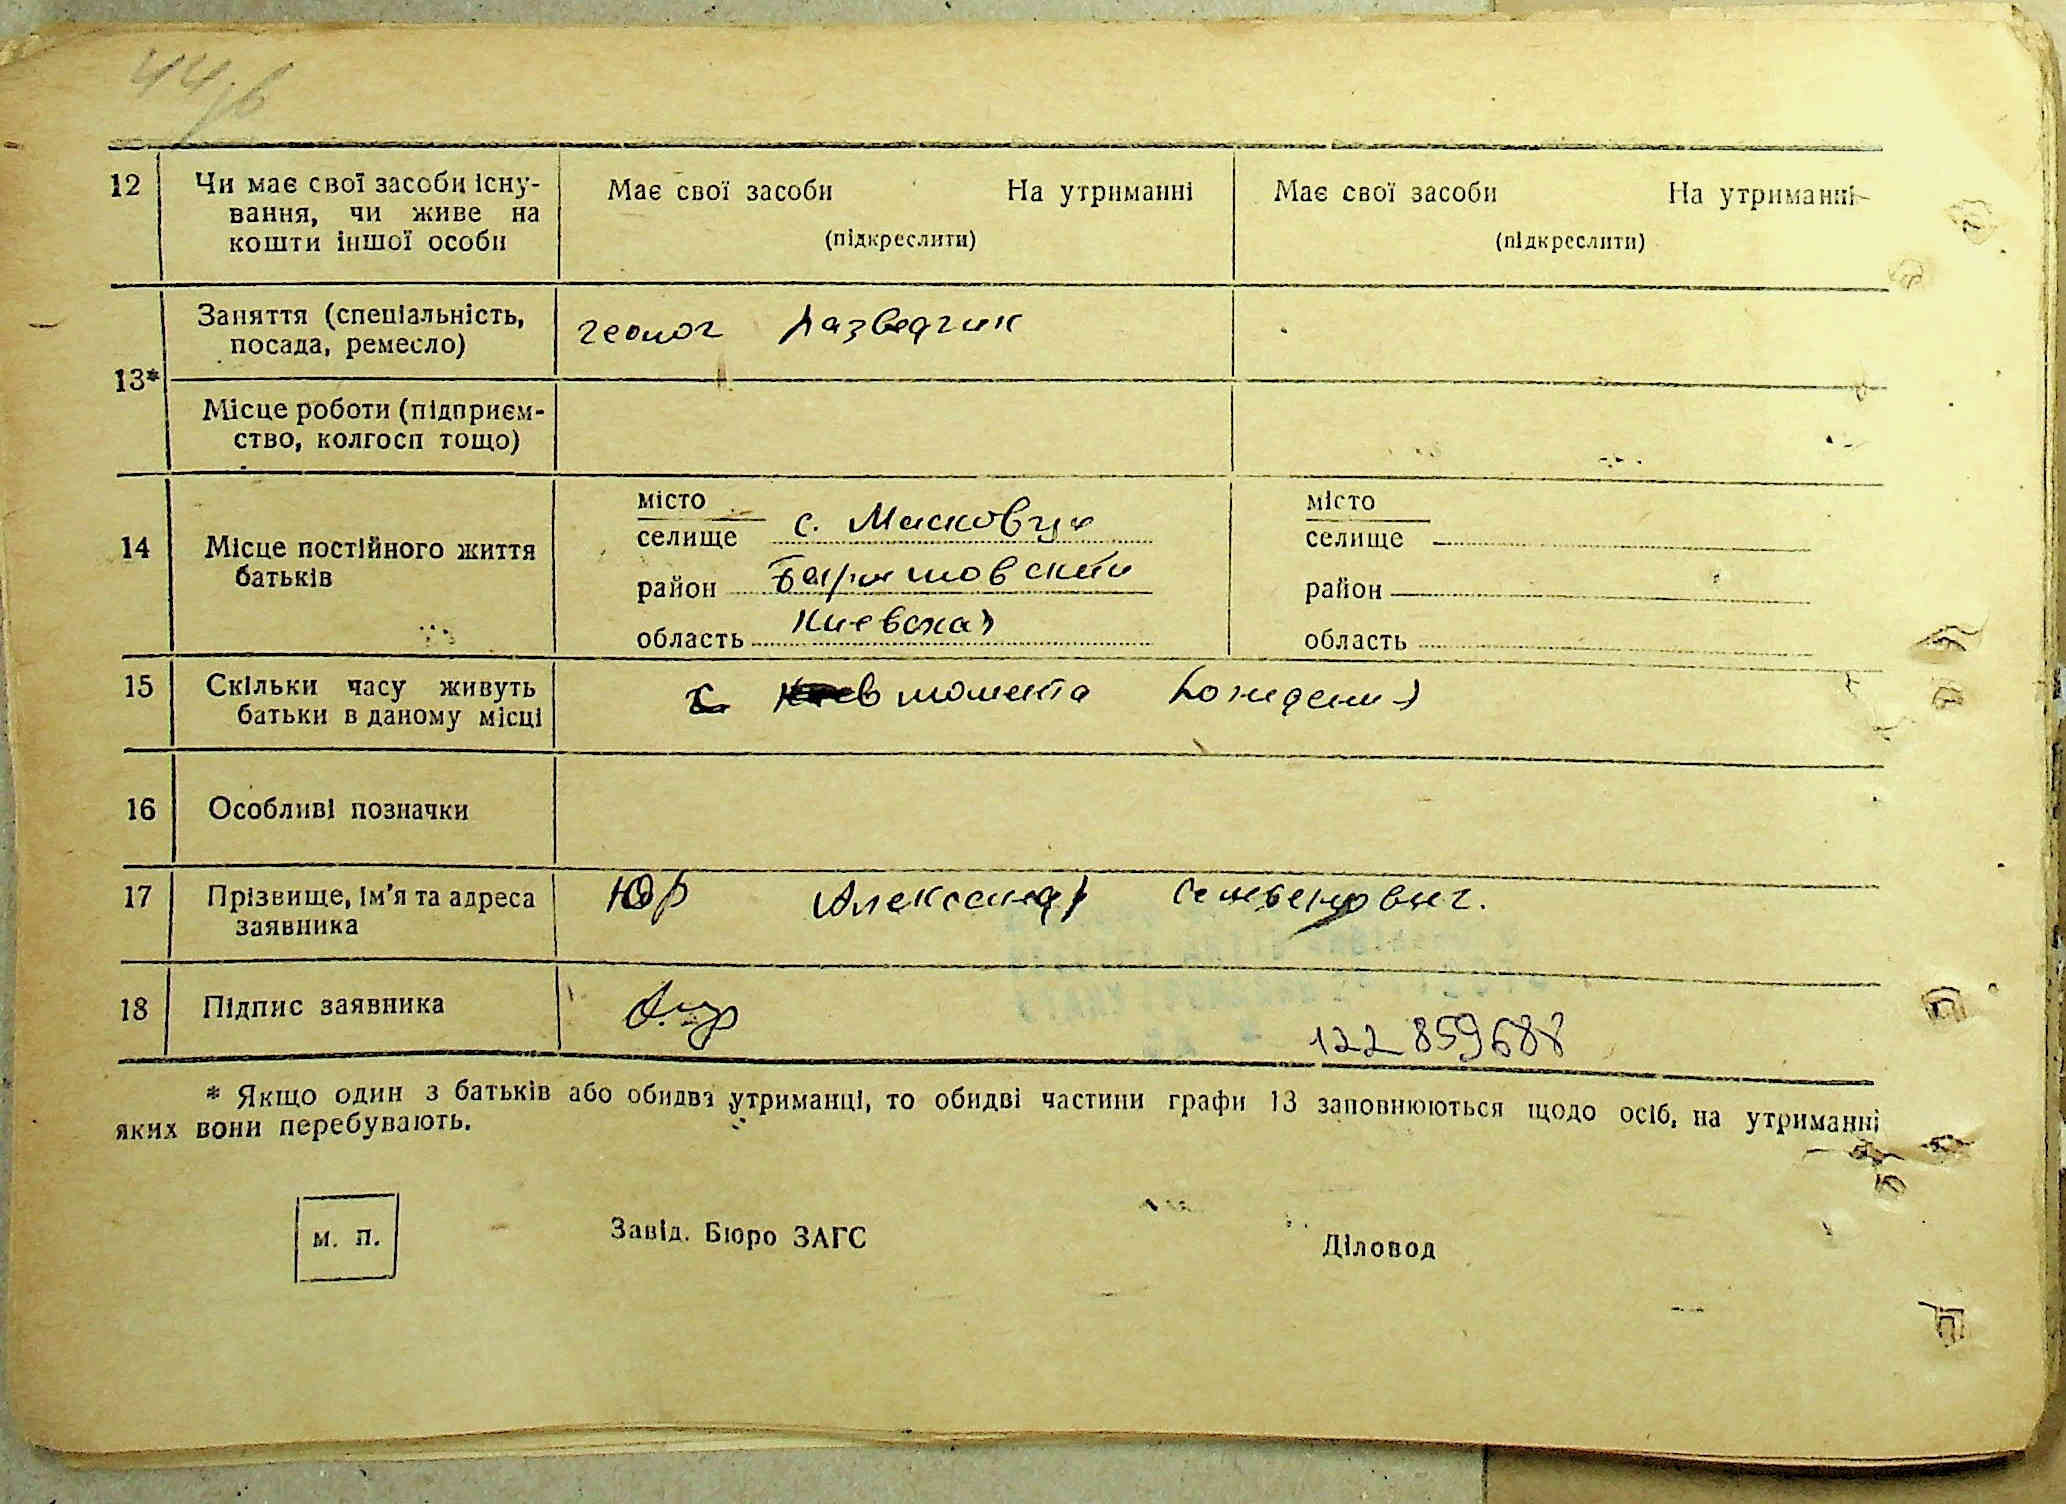 44
12 Чи має свої засоби існу- Має свої засоби На утриманні Має свої засоби На утриманні
вання, чи живе на
кошти іншої особи (підкреслити) (підкреслити)
13* Заняття (спеціальність, геолог разведчик
посада, ремесло)
Місце роботи (підприєм-
ство, колгосп тощо)
14 Місце постійного життя
батьків
місто
селище с. Масковци
район Баришовский
область Киевская
місто
селище
район
область
15 Скільки часу живуть с момента рождения
батьки в даному місці
16 Особливі позначки
17 Прізвище, ім'я та адреса Юр Александр Семенович.
заявника
18 Підпис заявника
122 859688
* Якщо один з батьків або обидва утриманці, то обидві частини графи 13 заповнюються щодо осіб, на утриманні
яких вони перебувають.
м. п. Завід. Бюро ЗАГС Діловод